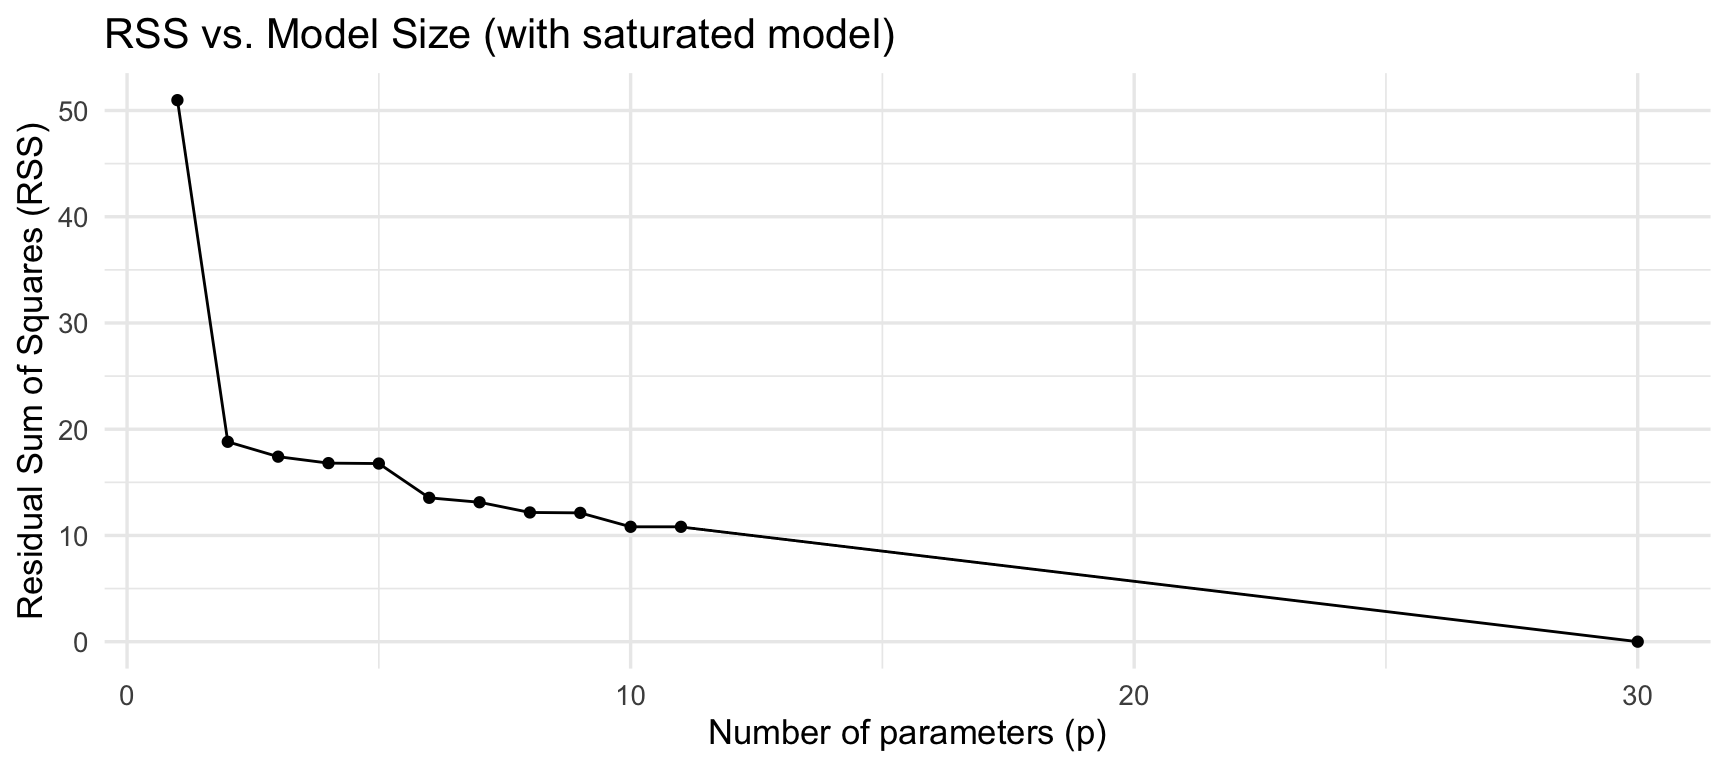 RSS vs. Model Size (with saturated model)
Residual Sum of Squares (RSS)
50
40
30
20
10
0
0 10 20 30
Number of parameters (p)